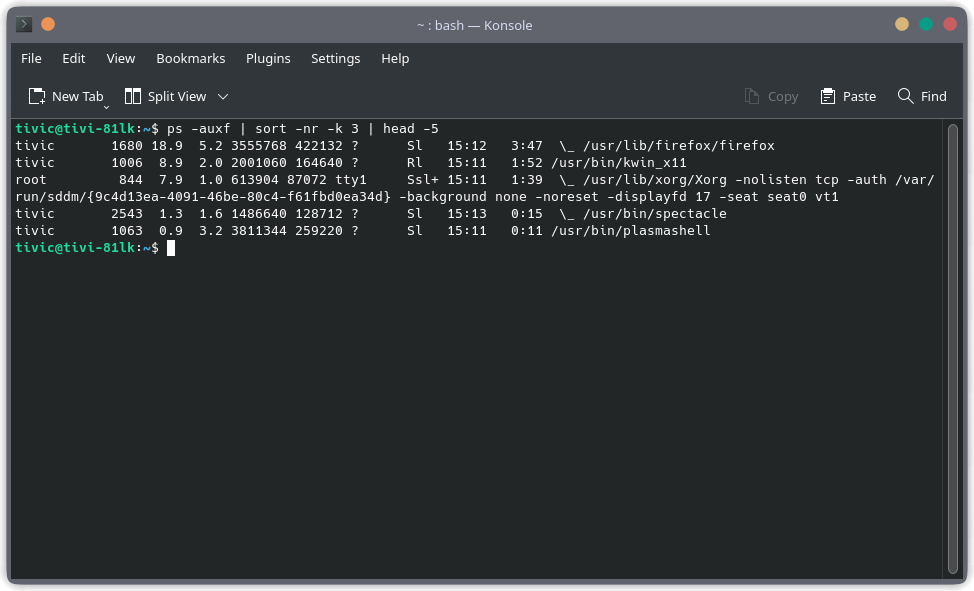 ~ : bash — Konsole
File Edit View Bookmarks Plugins Settings Help
New Tab Split View Copy Paste Find
tivic@tivi-81lk:~$ ps -auxf | sort -nr -k 3 | head -5
tivic       1680 18.9  5.2 3555768 422132 ?      Sl   15:12   3:47  \_ /usr/lib/firefox/firefox
tivic       1006  8.9  2.0 2001060 164640 ?      Rl   15:11   1:52 /usr/bin/kwin_x11
root         844  7.9  1.0 613904 87072 tty1     Ssl+ 15:11   1:39  \_ /usr/lib/xorg/Xorg -nolisten tcp -auth /var/
run/sddm/{9c4d13ea-4091-46be-80c4-f61fbd0ea34d} -background none -noreset -displayfd 17 -seat seat0 vt1
tivic       2543  1.3  1.6 1486640 128712 ?      Sl   15:13   0:15  \_ /usr/bin/spectacle
tivic       1063  0.9  3.2 3811344 259220 ?      Sl   15:11   0:11 /usr/bin/plasmashell
tivic@tivi-81lk:~$